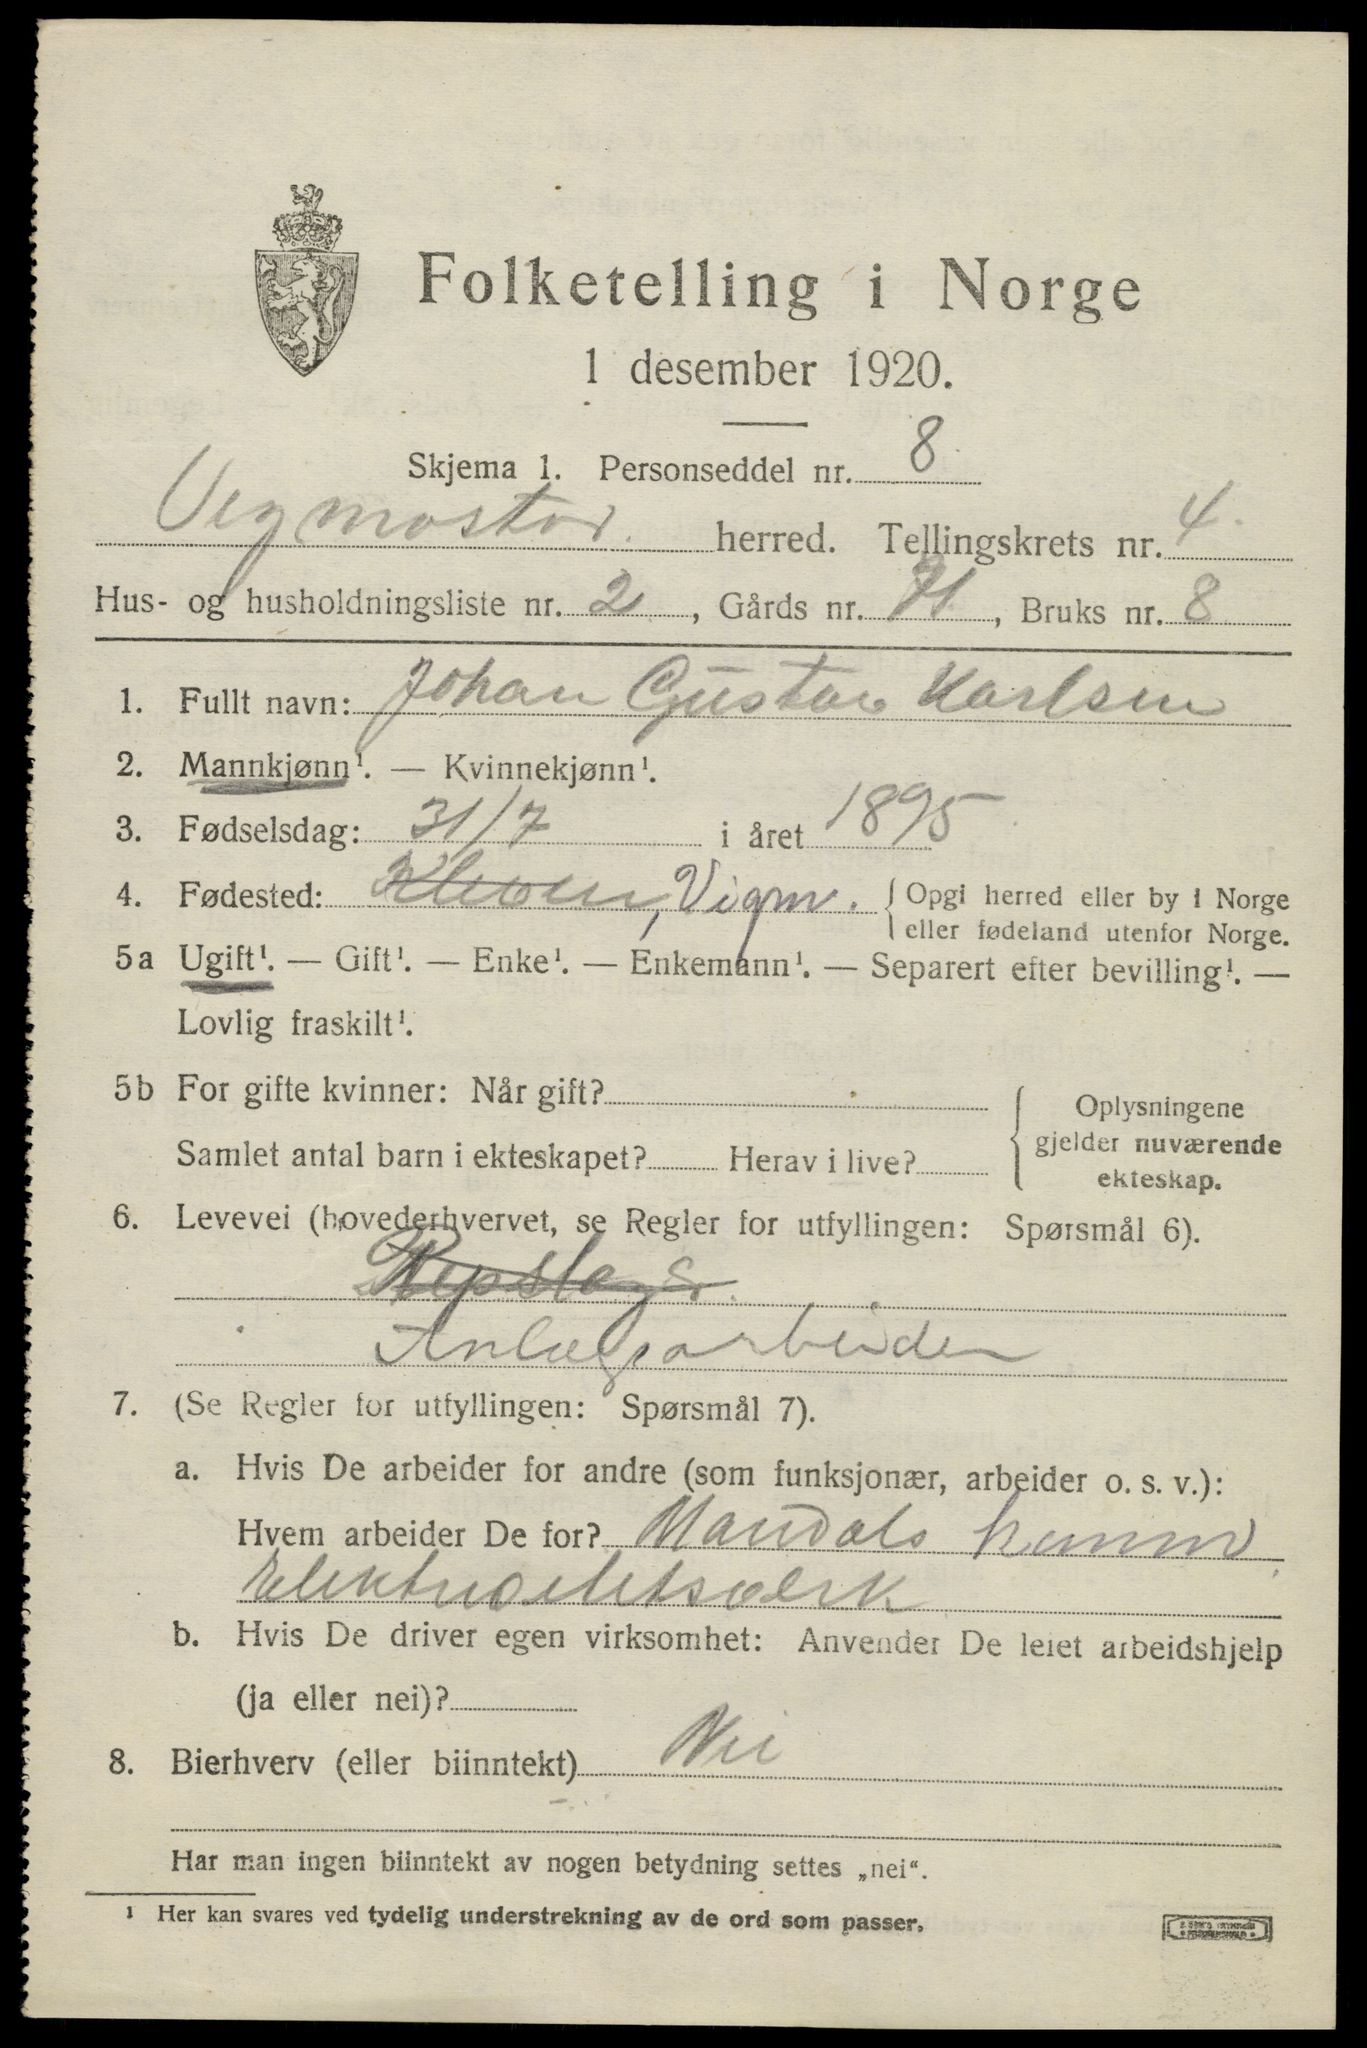 Folketelling i Norge
1 desember 1920.
Skjema 1. Personseddel nr. 8
Vigmostad herred. Tellingskrets nr. 4
Hus- og husholdningsliste nr. 2, Gårds nr. 71, Bruks nr. 8
1. Fullt navn: Johan Gustav Karlsen
2. Mannkjønn¹. — Kvinnekjønn¹.
3. Fødselsdag: 31/7 i året 1895
4. Fødested: Kleven, Vigm. Opgi herred eller by i Norge
eller fødeland utenfor Norge.
5a Ugift¹. — Gift¹. — Enke¹. — Enkemann¹. — Separert efter bevilling¹. —
Lovlig fraskilt¹.
5b For gifte kvinner: Når gift?
Samlet antal barn i ekteskapet? Herav i live?
Oplysningene
gjelder nuværende
ekteskap.
6. Levevei (hovederhvervet, se Regler for utfyllingen: Spørsmål 6).
Repslager
Anlegsarbeider
7. (Se Regler for utfyllingen: Spørsmål 7).
a. Hvis De arbeider for andre (som funksjonær, arbeider o. s. v.):
Hvem arbeider De for? Mandals
b. Hvis De driver egen virksomhet: Anvender De leiet arbeidshjelp
(ja eller nei)?
8. Bierhverv (eller biinntekt) Nei
Har man ingen biinntekt av nogen betydning settes „nei“.
¹ Her kan svares ved tydelig understrekning av de ord som passer.